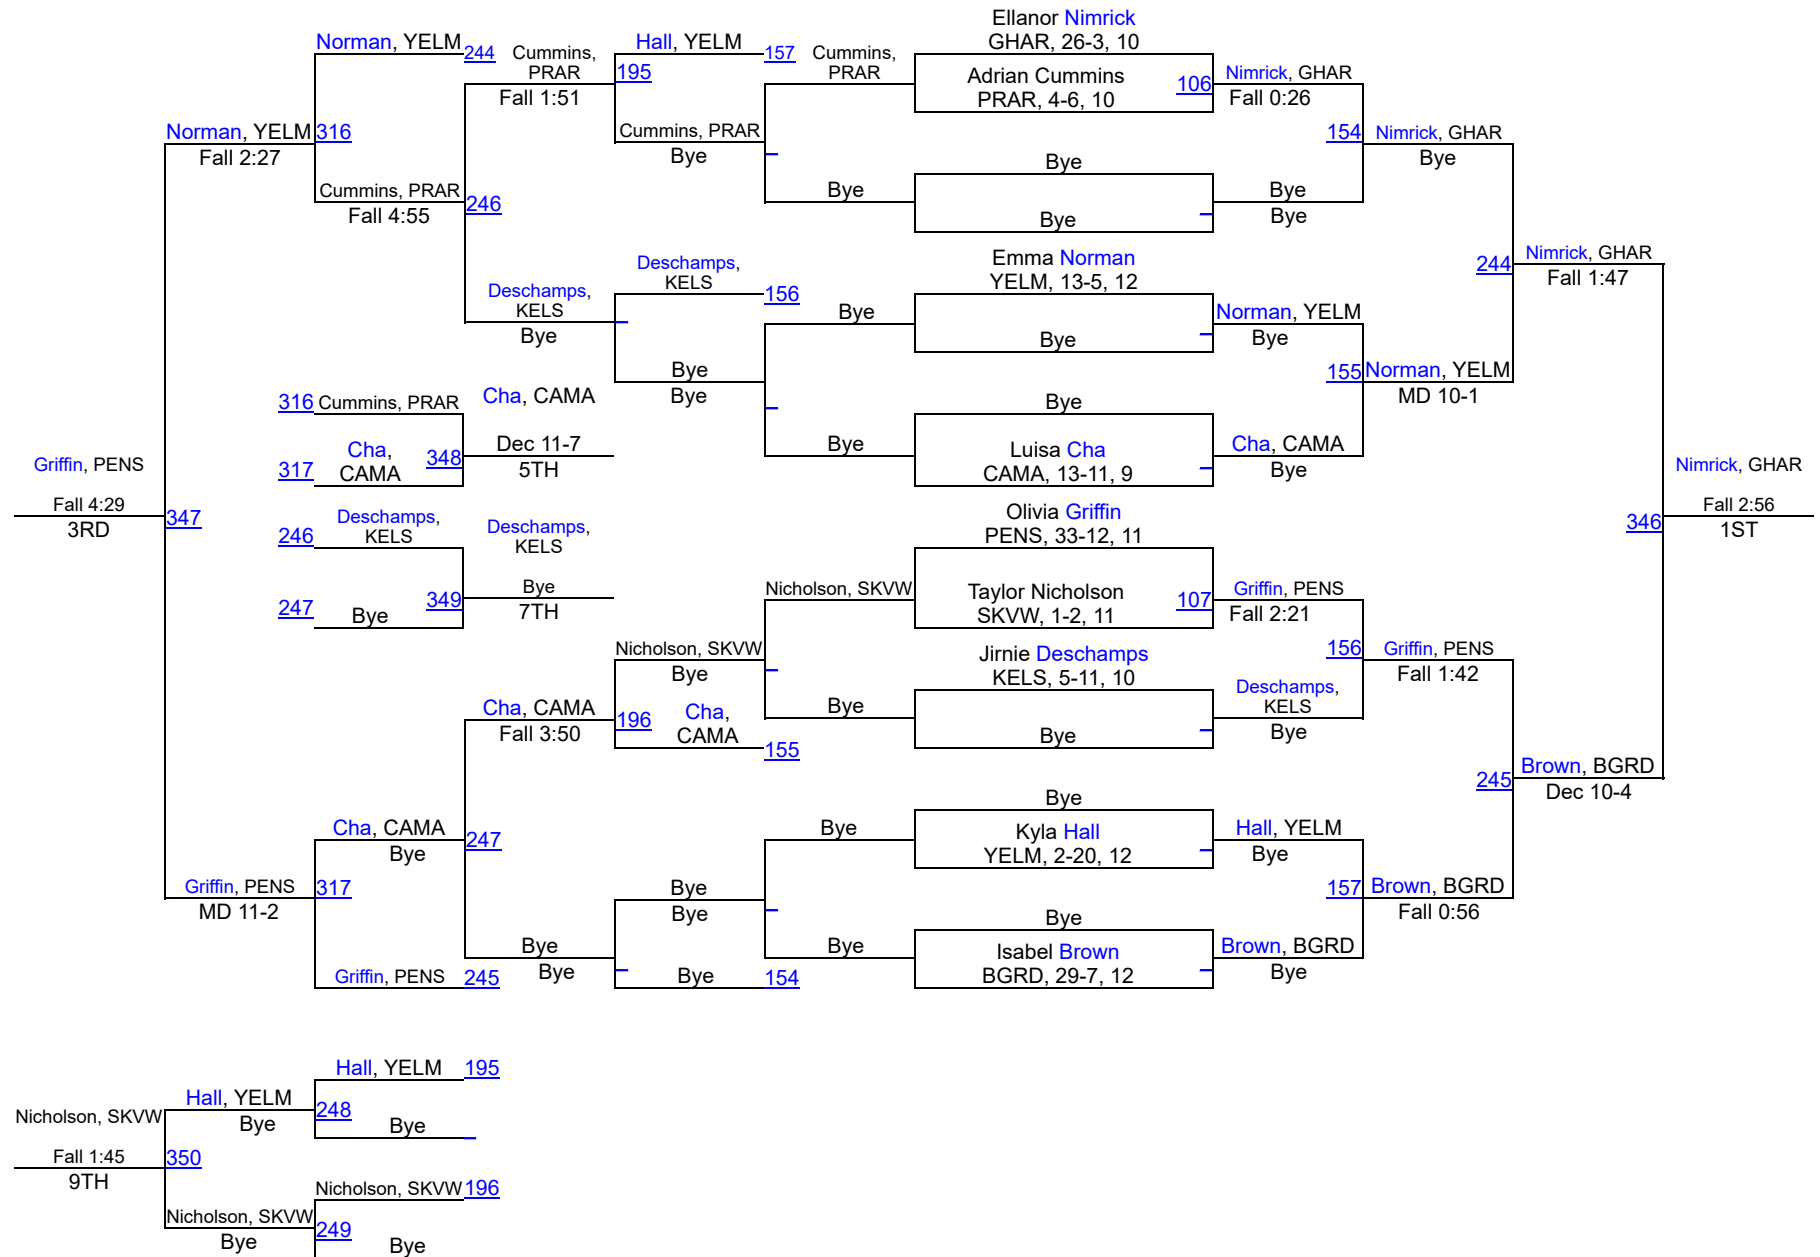 Ellanor Nimrick
GHAR, 26-3, 10
Norman, YELM
244
Cummins,
PRAR
Fall 1:51
Hall, YELM
157
195
Cummins,
PRAR
Adrian Cummins
PRAR, 4-6, 10
106
Nimrick, GHAR
Fall 0:26
Norman, YELM
Fall 2:27
316
Cummins, PRAR
Bye
154
Nimrick, GHAR
Bye
Bye
Cummins, PRAR
Fall 4:55
246
Bye
Bye
Bye
Bye
Emma Norman
YELM, 13-5, 12
244
Nimrick, GHAR
Fall 1:47
Deschamps,
KELS
156
Deschamps,
KELS
Bye
Bye
Bye
Norman, YELM
Bye
Bye
Bye
155
Norman, YELM
MD 10-1
316
Cummins, PRAR
Cha, CAMA
Bye
Cha,
CAMA
317
348
Dec 11-7
5TH
Bye
Luisa Cha
CAMA, 13-11, 9
Cha, CAMA
Bye
Griffin, PENS
Fall 4:29
3RD
347
Nimrick, GHAR
Fall 2:56
1ST
346
Olivia Griffin
PENS, 33-12, 11
246
Deschamps,
KELS
Deschamps,
KELS
Bye
7TH
247
Bye
349
Nicholson, SKVW
Taylor Nicholson
SKVW, 1-2, 11
107
Griffin, PENS
Fall 2:21
Nicholson, SKVW
Bye
Jirnie Deschamps
KELS, 5-11, 10
156
Griffin, PENS
Fall 1:42
Cha, CAMA
Fall 3:50
196
Cha,
CAMA
155
Bye
Bye
Deschamps,
KELS
Bye
245
Brown, BGRD
Dec 10-4
Bye
Cha, CAMA
Bye
247
Bye
Kyla Hall
YELM, 2-20, 12
Hall, YELM
Bye
Griffin, PENS
MD 11-2
317
Bye
Bye
157
Brown, BGRD
Fall 0:56
Bye
Bye
Bye
Bye
Isabel Brown
BGRD, 29-7, 12
Brown, BGRD
Bye
Griffin, PENS
245
Bye
154
Hall, YELM
195
Hall, YELM
Bye
248
Bye
Nicholson, SKVW
Fall 1:45
9TH
350
Nicholson, SKVW
196
Nicholson, SKVW
Bye
249
Bye